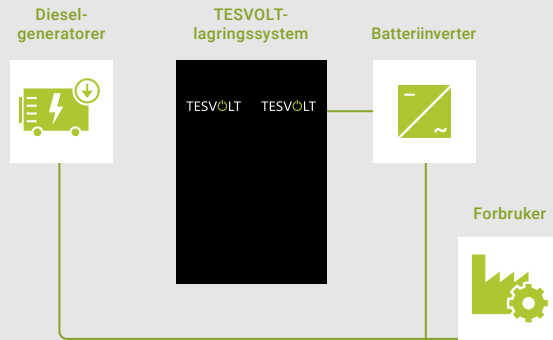 Diesel-
generatorer
TESVOLT-
lagringssystem
Batteriinverter
TESVOLT TESVOLT
Forbruker